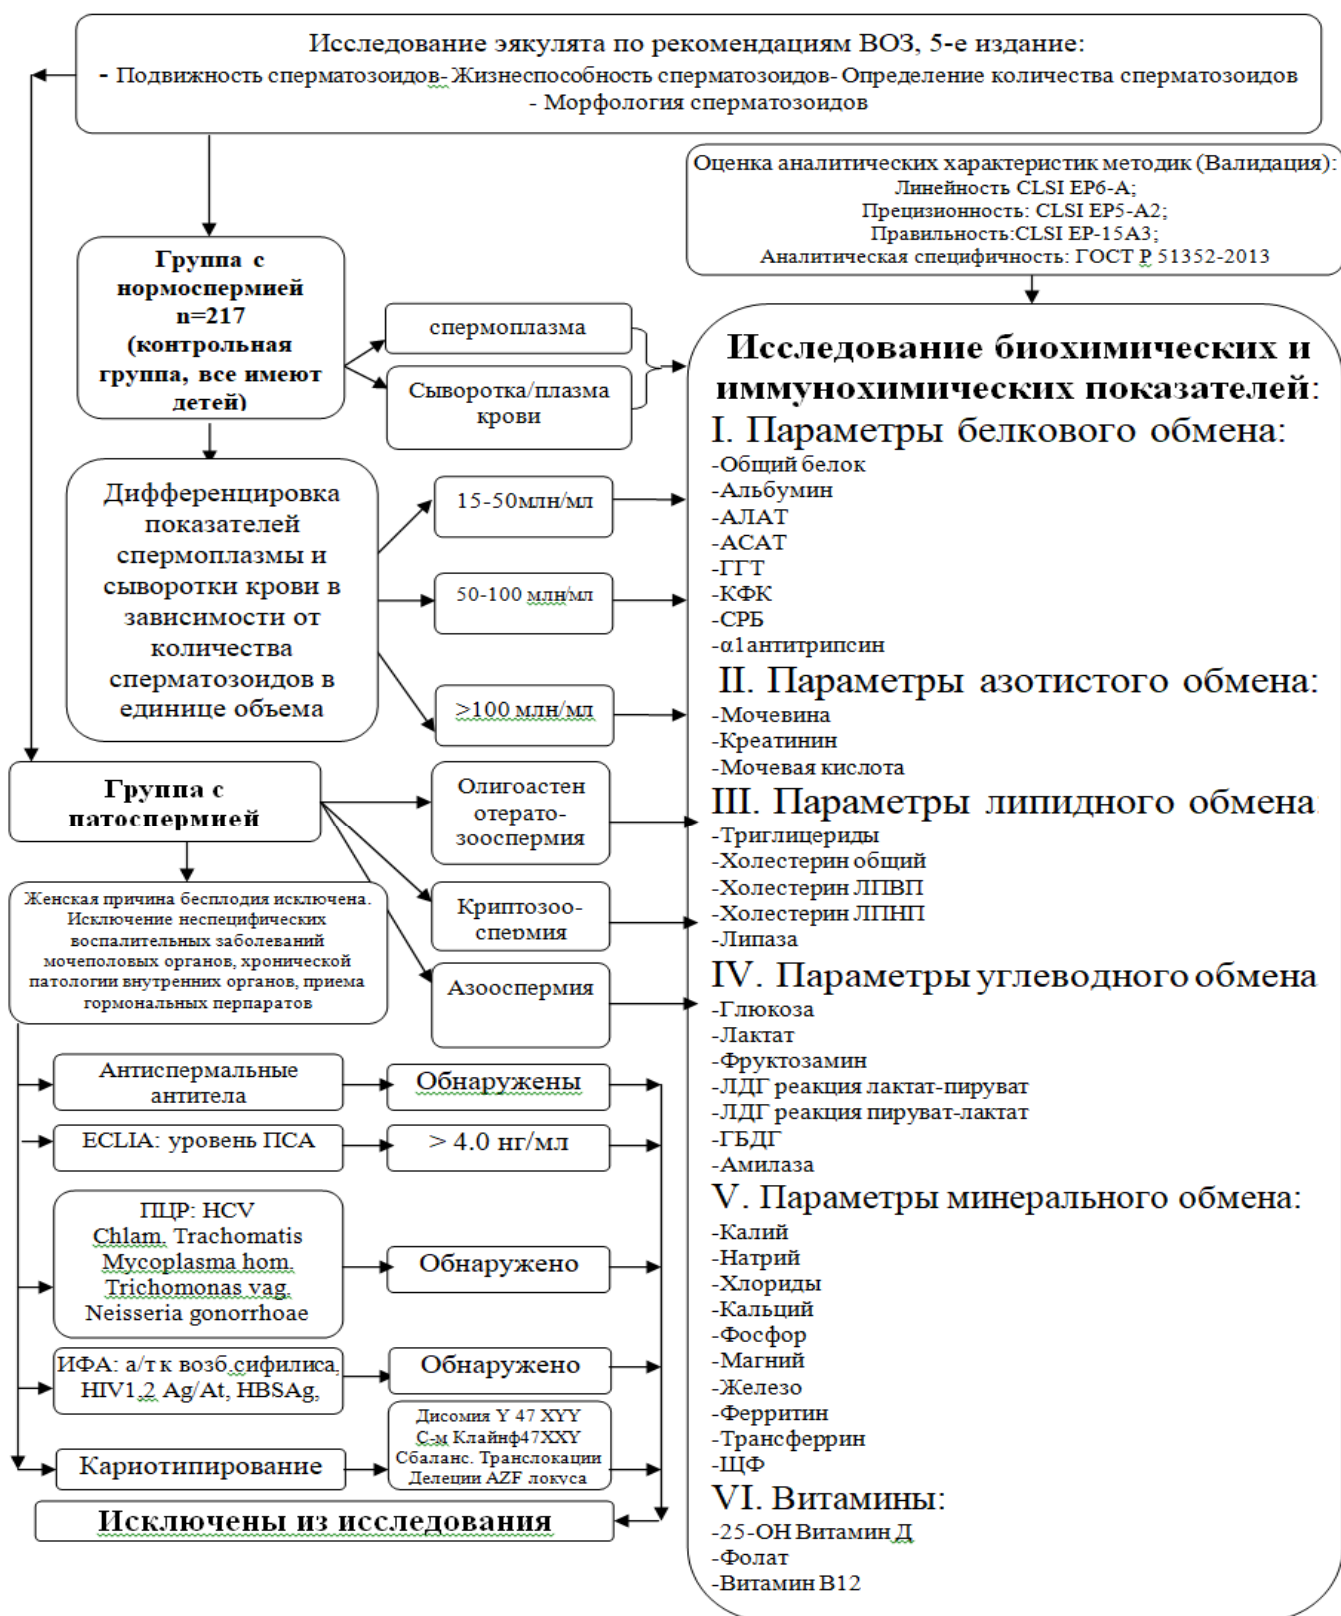 Исследование эякулята по рекомендациям ВОЗ, 5-е издание:
- Подвижность сперматозоидов- Жизнеспособность сперматозоидов- Определение количества сперматозоидов
- Морфология сперматозоидов
Оценка аналитических характеристик методик (Валидация):
Линейность CLSI EP6-A;
Прецизионность: CLSI EP5-A2;
Правильность:CLSI EP-15A3;
Аналитическая специфичность: ГОСТ Р 51352-2013
Группа с
нормоспермией
n=217
(контрольная
группа, все имеют
детей)
спермоплазма
Сыворотка/плазма
крови
Дифференцировка
показателей
спермоплазмы и
сыворотки крови в
зависимости от
количества
сперматозоидов в
единице объема
15-50млн/мл
50-100 млн/мл
>100 млн/мл
Группа с
патоспермией
Олигоастен
отерато-
зооспермия
Криптозоо-
спермия
Азооспермия
Женская причина бесплодия исключена.
Исключение неспецифических
воспалительных заболеваний
мочеполовых органов, хронической
патологии внутренних органов, приема
гормональных перпаратов
Антиспермальные
антитела
Обнаружены
ECLIA: уровень ПСА
> 4.0 нг/мл
ПЦР: HCV
Chlam. Trachomatis
Mycoplasma hom.
Trichomonas vag.
Neisseria gonorrhoae
Обнаружено
ИФА: а/т к возб.сифилиса,
HIV1,2 Ag/At, HBSAg,
Обнаружено
Кариотипирование
Дисомия Y 47 XYY
С-м Клайнф47XXY
Сбаланс. Транслокации
Делеции AZF локуса
Исключены из исследования
Исследование биохимических и
иммунохимических показателей:
I. Параметры белкового обмена:
-Общий белок
-Альбумин
-АЛАТ
-АСАТ
-ГГТ
-КФК
-СРБ
-α1антитрипсин
II. Параметры азотистого обмена:
-Мочевина
-Креатинин
-Мочевая кислота
III. Параметры липидного обмена:
-Триглицериды
-Холестерин общий
-Холестерин ЛПВП
-Холестерин ЛПНП
-Липаза
IV. Параметры углеводного обмена
-Глюкоза
-Лактат
-Фруктозамин
-ЛДГ реакция лактат-пируват
-ЛДГ реакция пируват-лактат
-ГБДГ
-Амилаза
V. Параметры минерального обмена:
-Калий
-Натрий
-Хлориды
-Кальций
-Фосфор
-Магний
-Железо
-Ферритин
-Трансферрин
-ЩФ
VI. Витамины:
-25-ОН Витамин Д
-Фолат
-Витамин В12